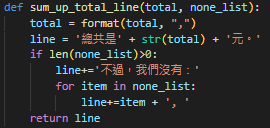 def sum_up_total_line(total, none_list):
    total = format(total, ",")
    line = '總共是' + str(total) + '元。'
    if len(none_list)>0:
        line+='不過，我們沒有：'
        for item in none_list:
            line+=item + ', '
    return line